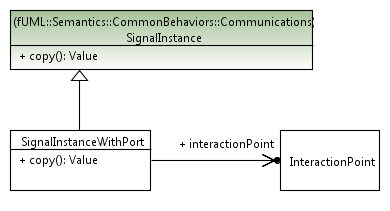 (fUML::Semantics::CommonBehaviors::Communications)
SignalInstance
+ copy(): Value
SignalInstanceWithPort
+ copy(): Value
+ interactionPoint
InteractionPoint